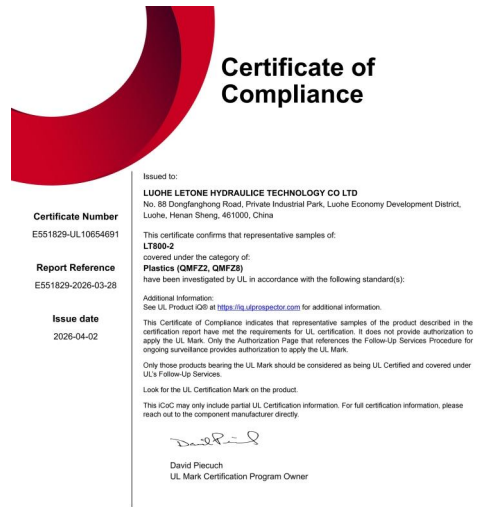 Certificate of
Compliance
Issued to:
LUOHE LETONE HYDRAULICE TECHNOLOGY CO LTD
No. 88 Dongfanghong Road, Private Industrial Park, Luohe Economy Development District,
Luohe, Henan Sheng, 461000, China
Certificate Number
E551829-UL10654691
Report Reference
E551829-2026-03-28
Issue date
2026-04-02
This certificate confirms that representative samples of:
LT800-2
covered under the category of:
Plastics (QMFZ2, QMFZ8)
have been investigated by UL in accordance with the following standard(s):
Additional Information:
See UL Product iQ® at https://iq.ulprospector.com for additional information.
This Certificate of Compliance indicates that representative samples of the product described in the
certification report have met the requirements for UL certification. It does not provide authorization to
apply the UL Mark. Only the Authorization Page that references the Follow-Up Services Procedure for
ongoing surveillance provides authorization to apply the UL Mark.
Only those products bearing the UL Mark should be considered as being UL Certified and covered under
UL's Follow-Up Services.
Look for the UL Certification Mark on the product.
This iCoC may only include partial UL Certification information. For full certification information, please
reach out to the component manufacturer directly.
David Piecuch
UL Mark Certification Program Owner